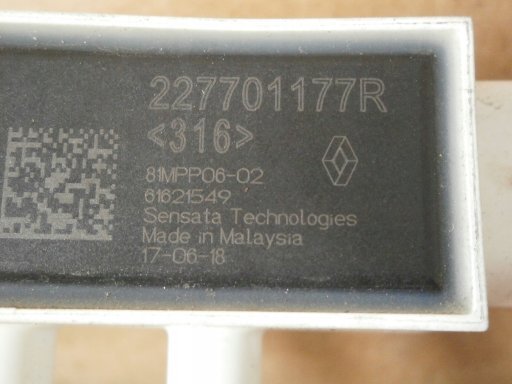 227701177R
<316>
81MPP06-02
61621549
Sensata Technologies
Made in Malaysia
17-06-18